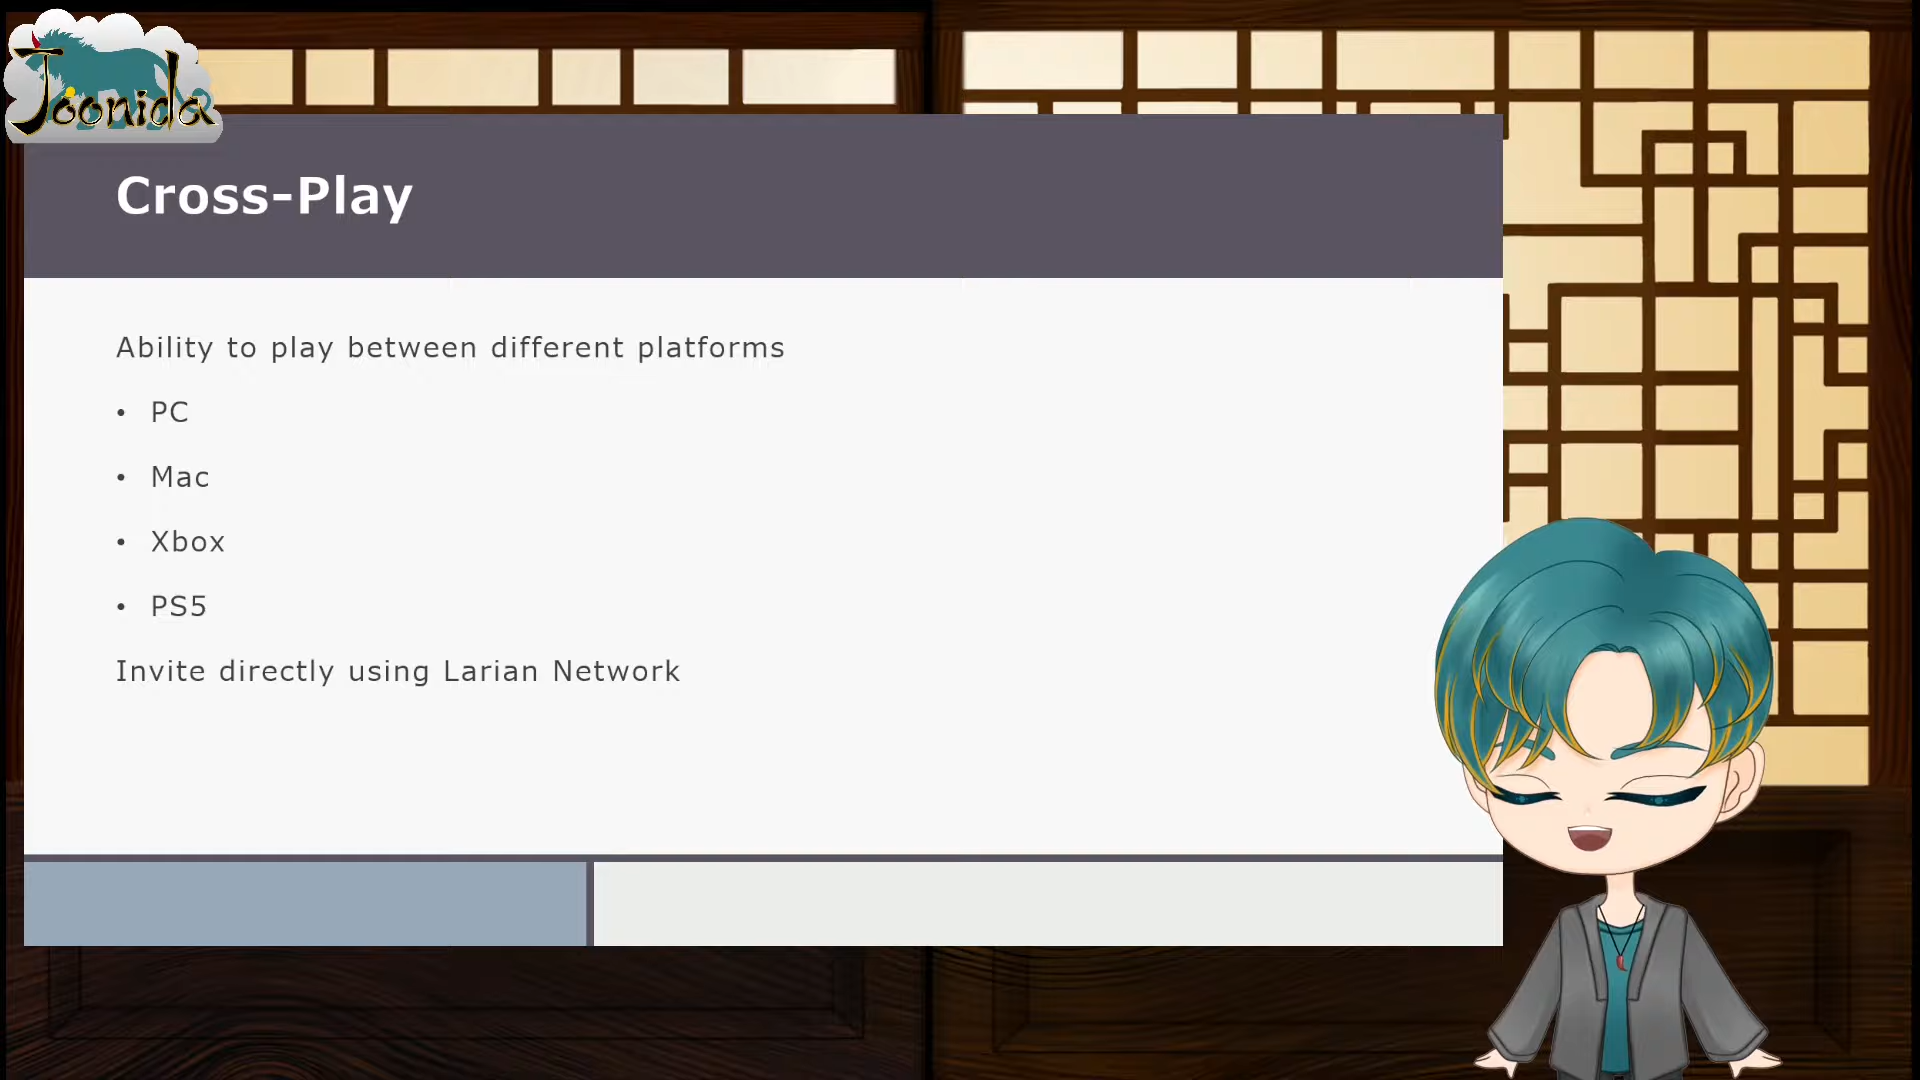 Joonida
Cross-Play
Ability to play between different platforms
• PC
• Mac
• Xbox
• PS5
Invite directly using Larian Network